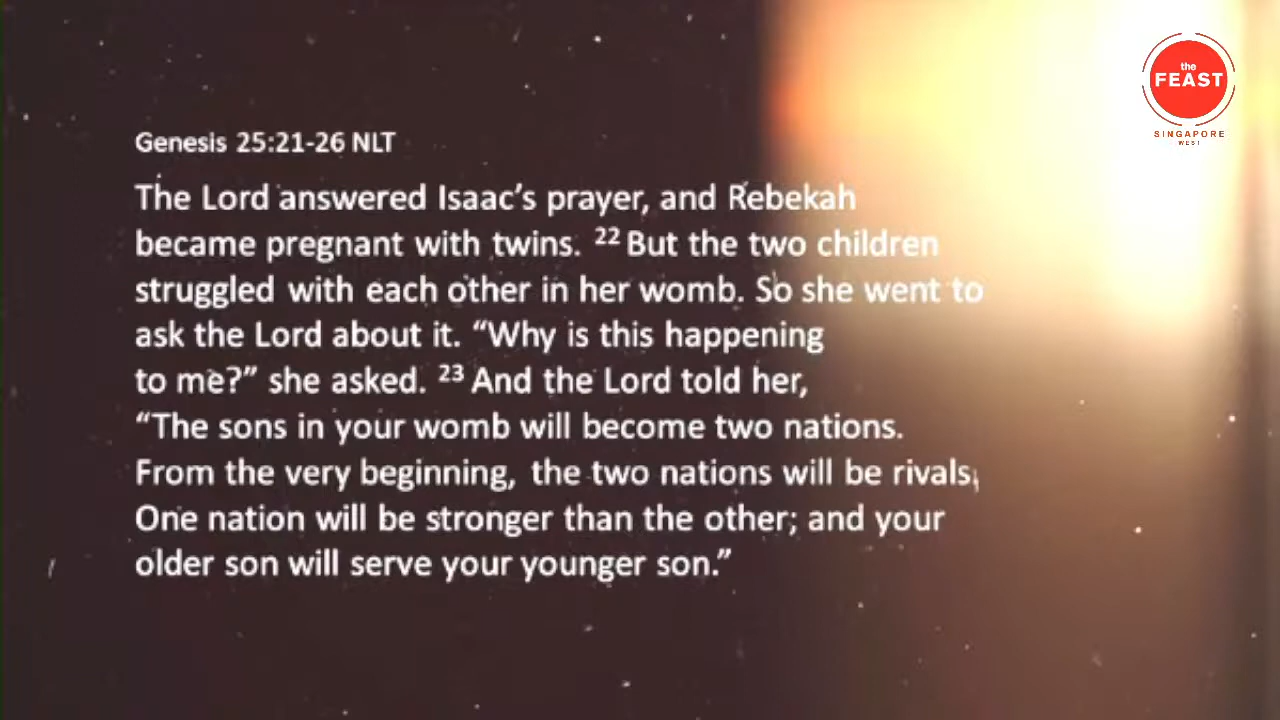 the
FEAST
SINGAPORE
WEST
Genesis 25:21-26 NLT
The Lord answered Isaac’s prayer, and Rebekah
became pregnant with twins. 22 But the two children
struggled with each other in her womb. So she went to
ask the Lord about it. “Why is this happening
to me?” she asked. 23 And the Lord told her,
“The sons in your womb will become two nations.
From the very beginning, the two nations will be rivals.
One nation will be stronger than the other; and your
older son will serve your younger son.”